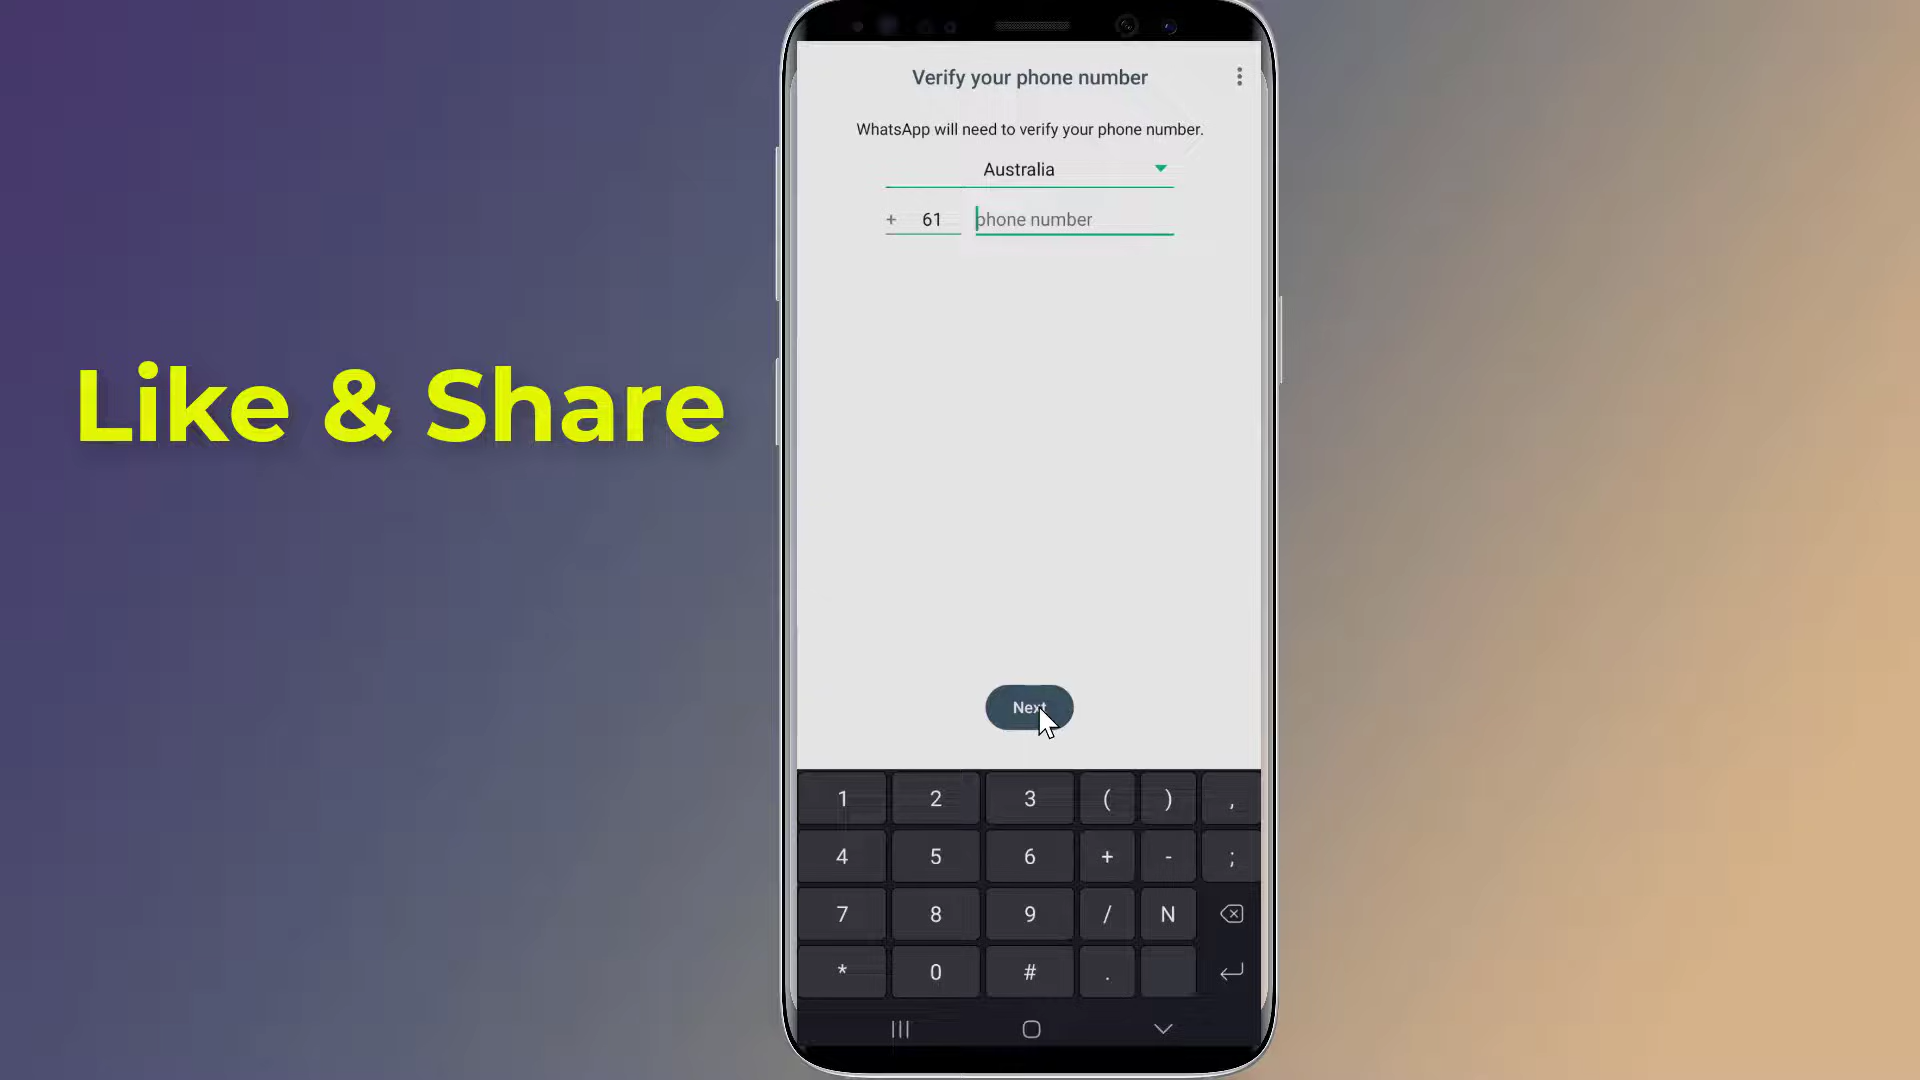 Verify your phone number
WhatsApp will need to verify your phone number.
Australia
+ 61 phone number
Like & Share
Next
1 2 3 ( ) ,
4 5 6 + - ;
7 8 9 / N
* 0 # .